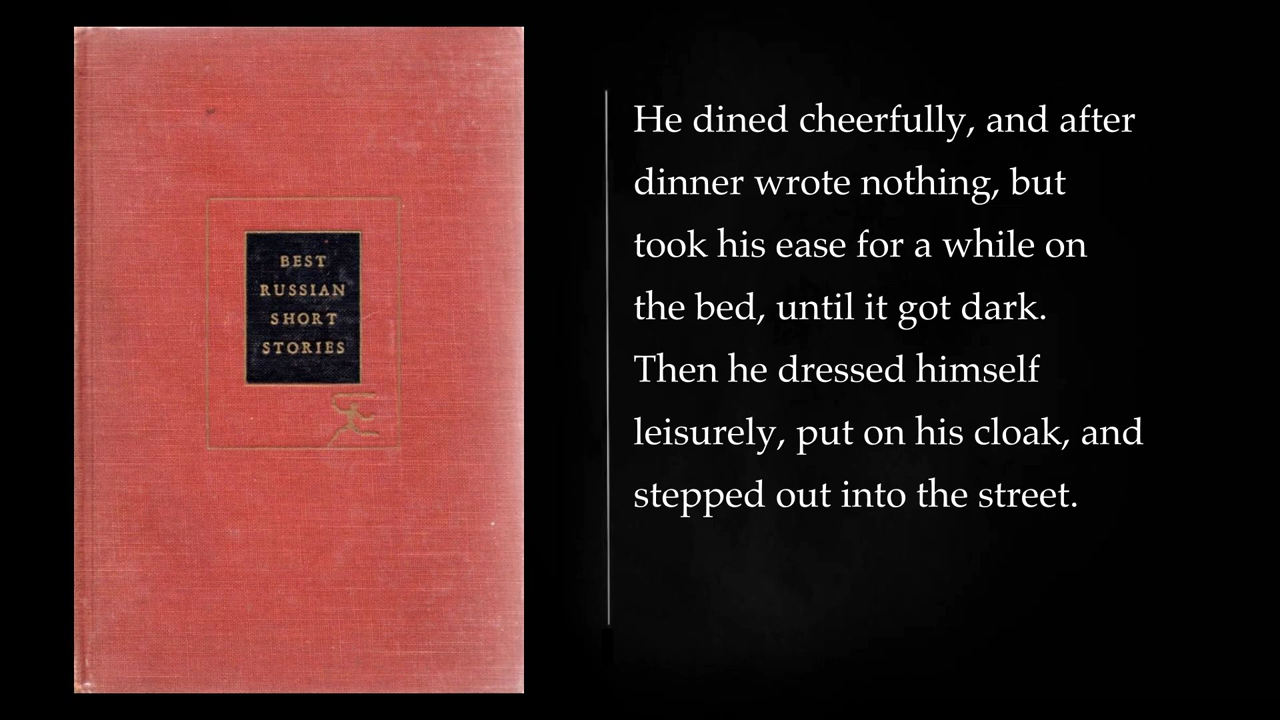 BEST
RUSSIAN
SHORT
STORIES
He dined cheerfully, and after
dinner wrote nothing, but
took his ease for a while on
the bed, until it got dark.
Then he dressed himself
leisurely, put on his cloak, and
stepped out into the street.